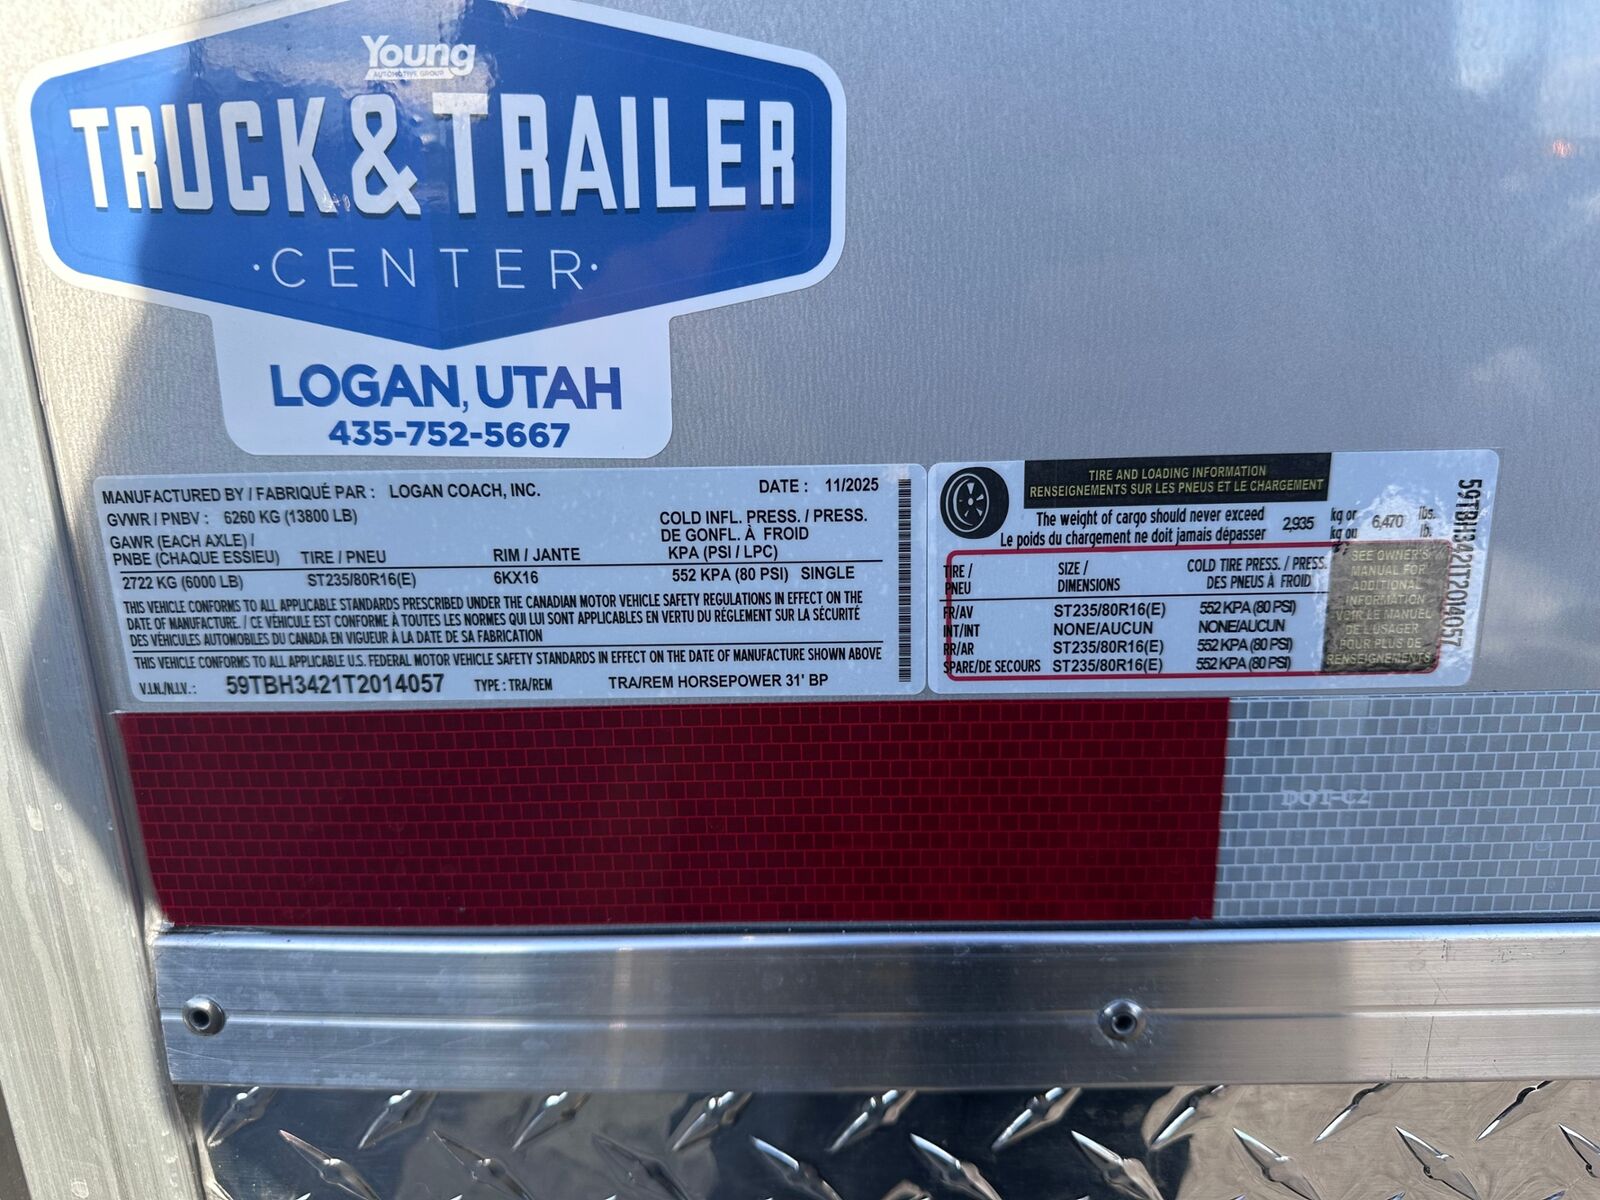 Young
AUTOMOTIVE GROUP
TRUCK & TRAILER
·CENTER·
LOGAN, UTAH
435-752-5667
MANUFACTURED BY / FABRIQUÉ PAR : LOGAN COACH, INC. DATE : 11/2025
GVWR / PNBV : 6260 KG (13800 LB)
GAWR (EACH AXLE) /
PNBE (CHAQUE ESSIEU) TIRE / PNEU RIM / JANTE
COLD INFL. PRESS. / PRESS.
DE GONFL. À FROID
KPA (PSI / LPC)
2722 KG (6000 LB) ST235/80R16(E) 6KX16 552 KPA (80 PSI) SINGLE
THIS VEHICLE CONFORMS TO ALL APPLICABLE STANDARDS PRESCRIBED UNDER THE CANADIAN MOTOR VEHICLE SAFETY REGULATIONS IN EFFECT ON THE
DATE OF MANUFACTURE. / CE VÉHICULE EST CONFORME À TOUTES LES NORMES QUI LUI SONT APPLICABLES EN VERTU DU RÉGLEMENT SUR LA SÉCURITÉ
DES VÉHICULES AUTOMOBILES DU CANADA EN VIGUEUR À LA DATE DE SA FABRICATION
THIS VEHICLE CONFORMS TO ALL APPLICABLE U.S. FEDERAL MOTOR VEHICLE SAFETY STANDARDS IN EFFECT ON THE DATE OF MANUFACTURE SHOWN ABOVE
V.I.N./N.I.V. : 59TBH3421T2014057 TYPE : TRA/REM TRA/REM HORSEPOWER 31' BP
TIRE AND LOADING INFORMATION
RENSEIGNEMENTS SUR LES PNEUS ET LE CHARGEMENT
The weight of cargo should never exceed
Le poids du chargement ne doit jamais dépasser
2,935 kg or 6,470 lbs.
kg ou lb.
TIRE / SIZE / COLD TIRE PRESS. / PRESS.
PNEU DIMENSIONS DES PNEUS À FROID
FR/AV ST235/80R16(E) 552 KPA (80 PSI)
INT/INT NONE/AUCUN NONE/AUCUN
RR/AR ST235/80R16(E) 552 KPA (80 PSI)
SPARE/DE SECOURS ST235/80R16(E) 552 KPA (80 PSI)
SEE OWNER'S
MANUAL FOR
ADDITIONAL
INFORMATION
VOIR LE MANUEL
DE L'USAGER
POUR PLUS DE
RENSEIGNEMENTS
59TBH3421T2014057
DOT-C2